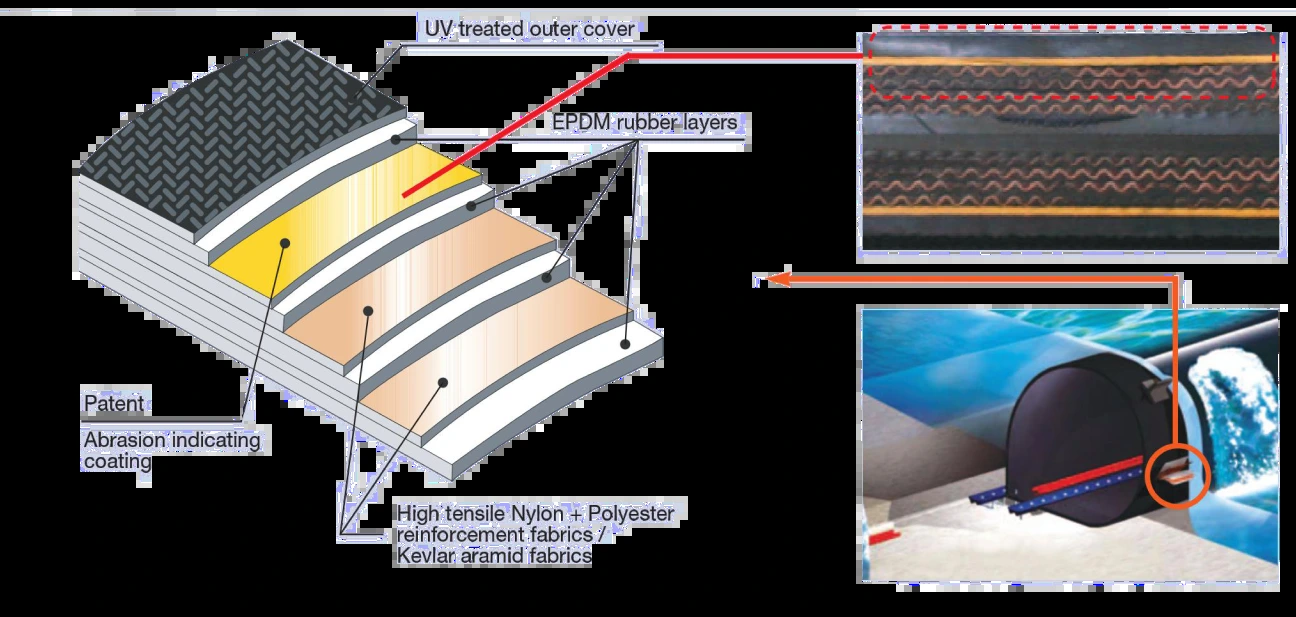 UV treated outer cover
EPDM rubber layers
Patent
Abrasion indicating
coating
High tensile Nylon + Polyester
reinforcement fabrics /
Kevlar aramid fabrics